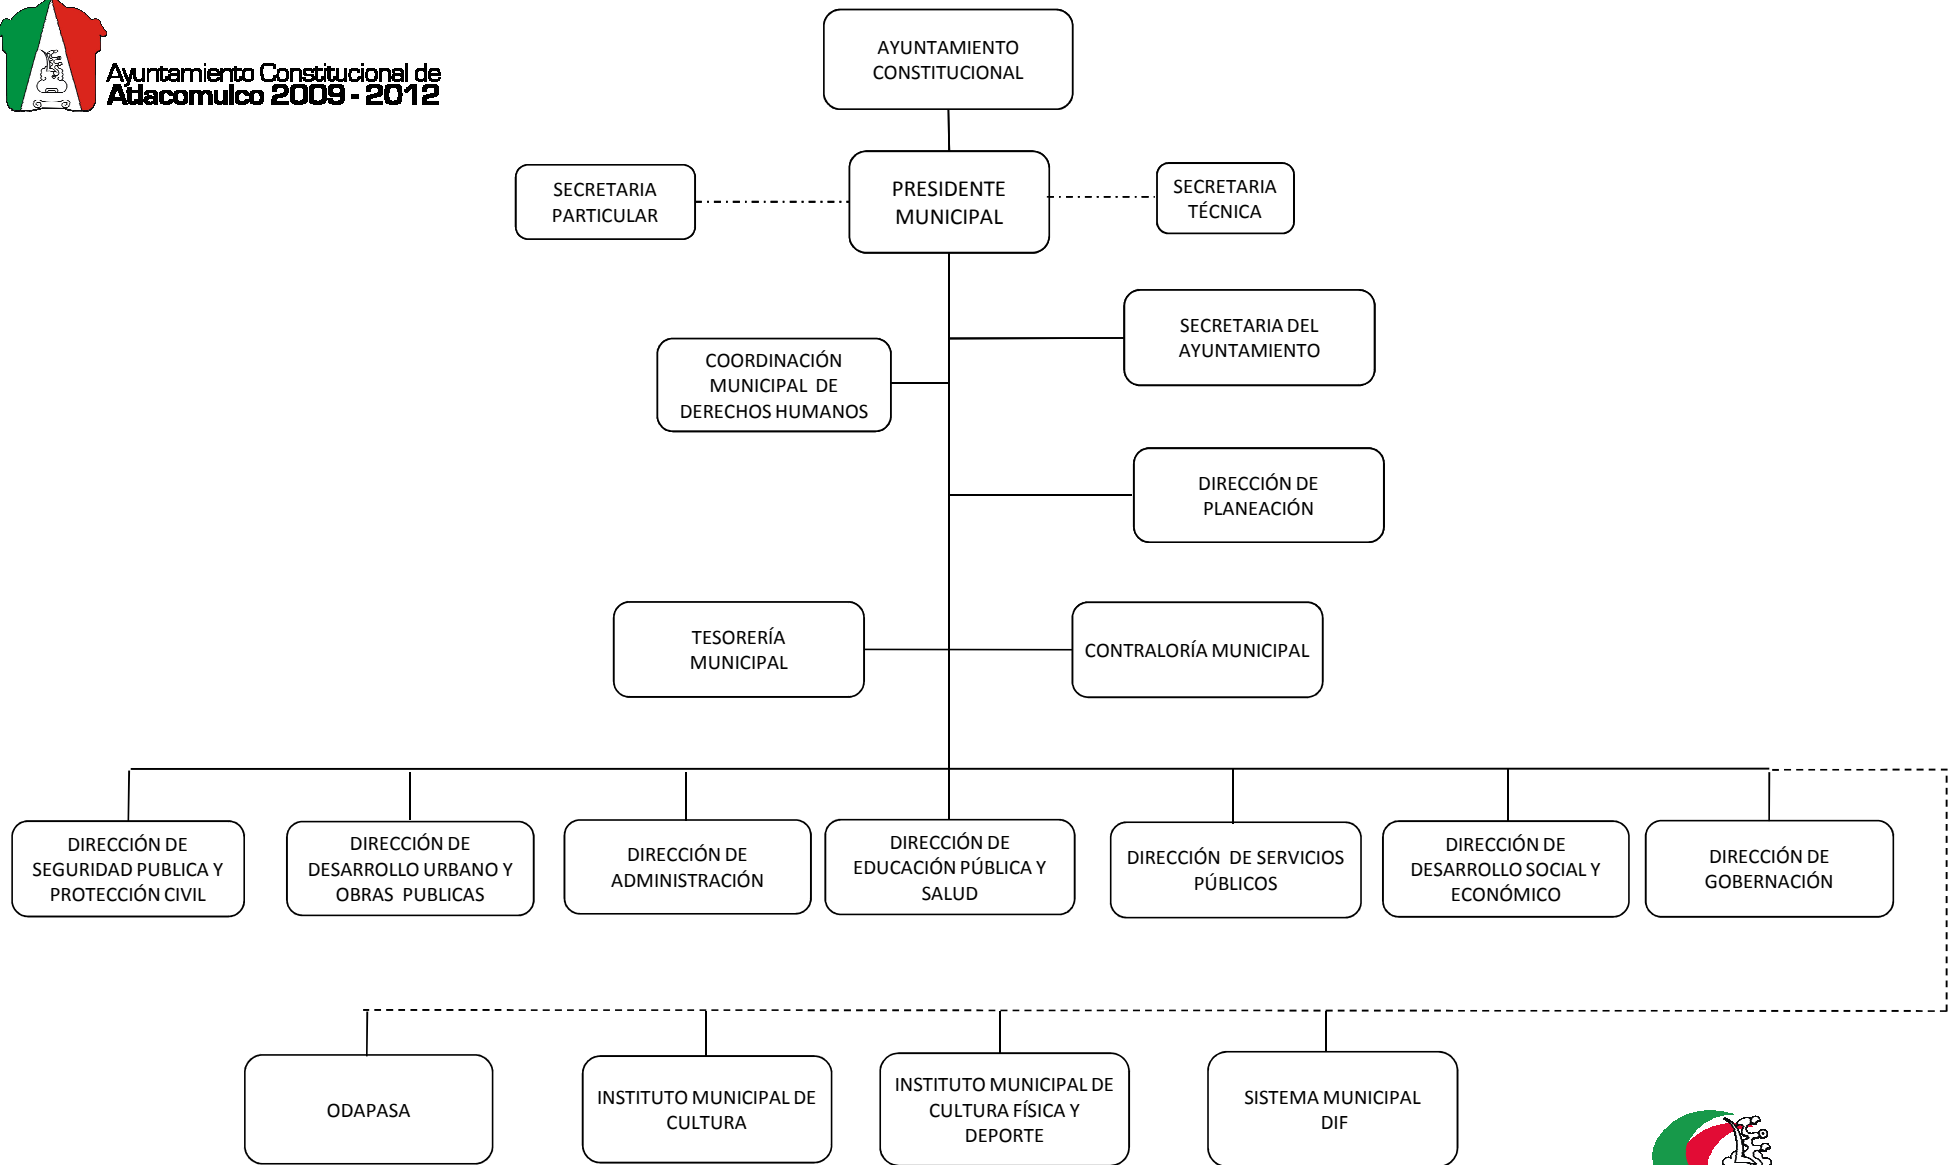 Ayuntamiento Constitucional de
Atlacomulco 2009 - 2012
AYUNTAMIENTO
CONSTITUCIONAL
SECRETARIA
PARTICULAR
PRESIDENTE
MUNICIPAL
SECRETARIA
TÉCNICA
SECRETARIA DEL
AYUNTAMIENTO
COORDINACIÓN
MUNICIPAL DE
DERECHOS HUMANOS
DIRECCIÓN DE
PLANEACIÓN
TESORERÍA
MUNICIPAL
CONTRALORÍA MUNICIPAL
DIRECCIÓN DE
SEGURIDAD PUBLICA Y
PROTECCIÓN CIVIL
DIRECCIÓN DE
DESARROLLO URBANO Y
OBRAS PUBLICAS
DIRECCIÓN DE
ADMINISTRACIÓN
DIRECCIÓN DE
EDUCACIÓN PÚBLICA Y
SALUD
DIRECCIÓN DE SERVICIOS
PÚBLICOS
DIRECCIÓN DE
DESARROLLO SOCIAL Y
ECONÓMICO
DIRECCIÓN DE
GOBERNACIÓN
ODAPASA
INSTITUTO MUNICIPAL DE
CULTURA
INSTITUTO MUNICIPAL DE
CULTURA FÍSICA Y
DEPORTE
SISTEMA MUNICIPAL
DIF